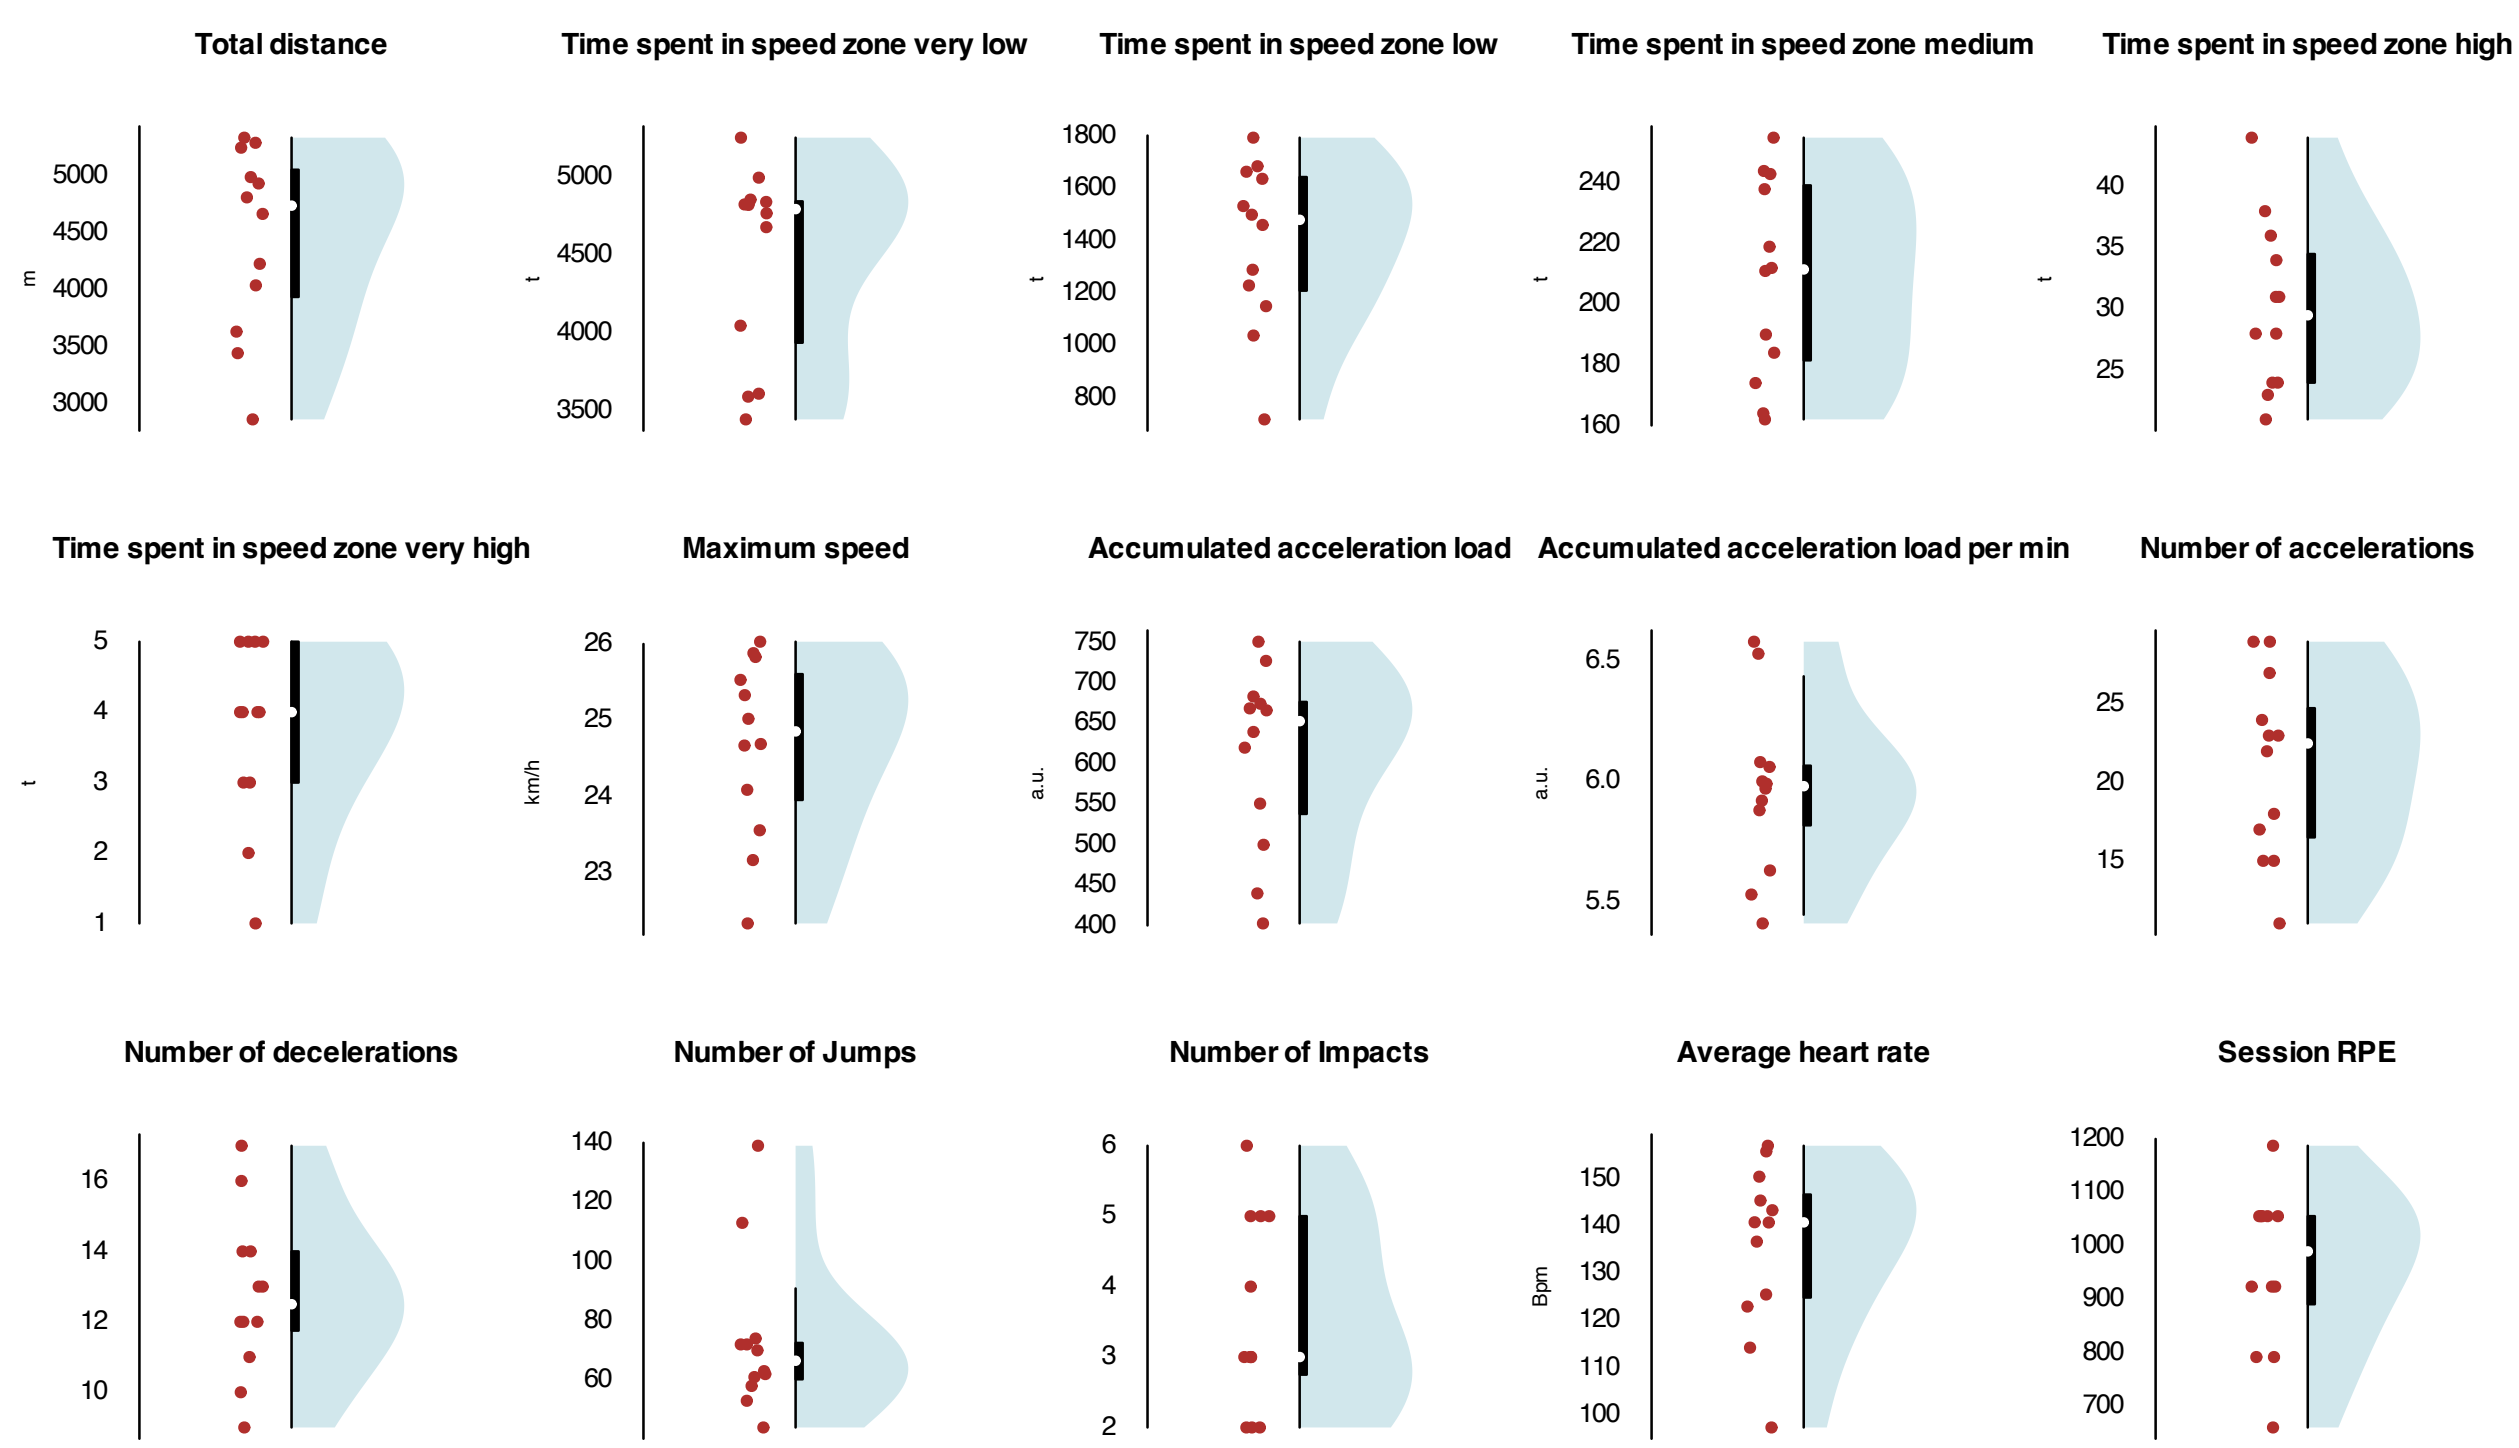 Total distance
Time spent in speed zone very low
Time spent in speed zone low
Time spent in speed zone medium
Time spent in speed zone high
m
5000
4500
4000
3500
3000
t
5000
4500
4000
3500
t
1800
1600
1400
1200
1000
800
t
240
220
200
180
160
t
40
35
30
25
Time spent in speed zone very high
Maximum speed
Accumulated acceleration load
Accumulated acceleration load per min
Number of accelerations
t
5
4
3
2
1
km/h
26
25
24
23
a.u.
750
700
650
600
550
500
450
400
a.u.
6.5
6.0
5.5
25
20
15
Number of decelerations
Number of Jumps
Number of Impacts
Average heart rate
Session RPE
16
14
12
10
140
120
100
80
60
6
5
4
3
2
Bpm
150
140
130
120
110
100
1200
1100
1000
900
800
700